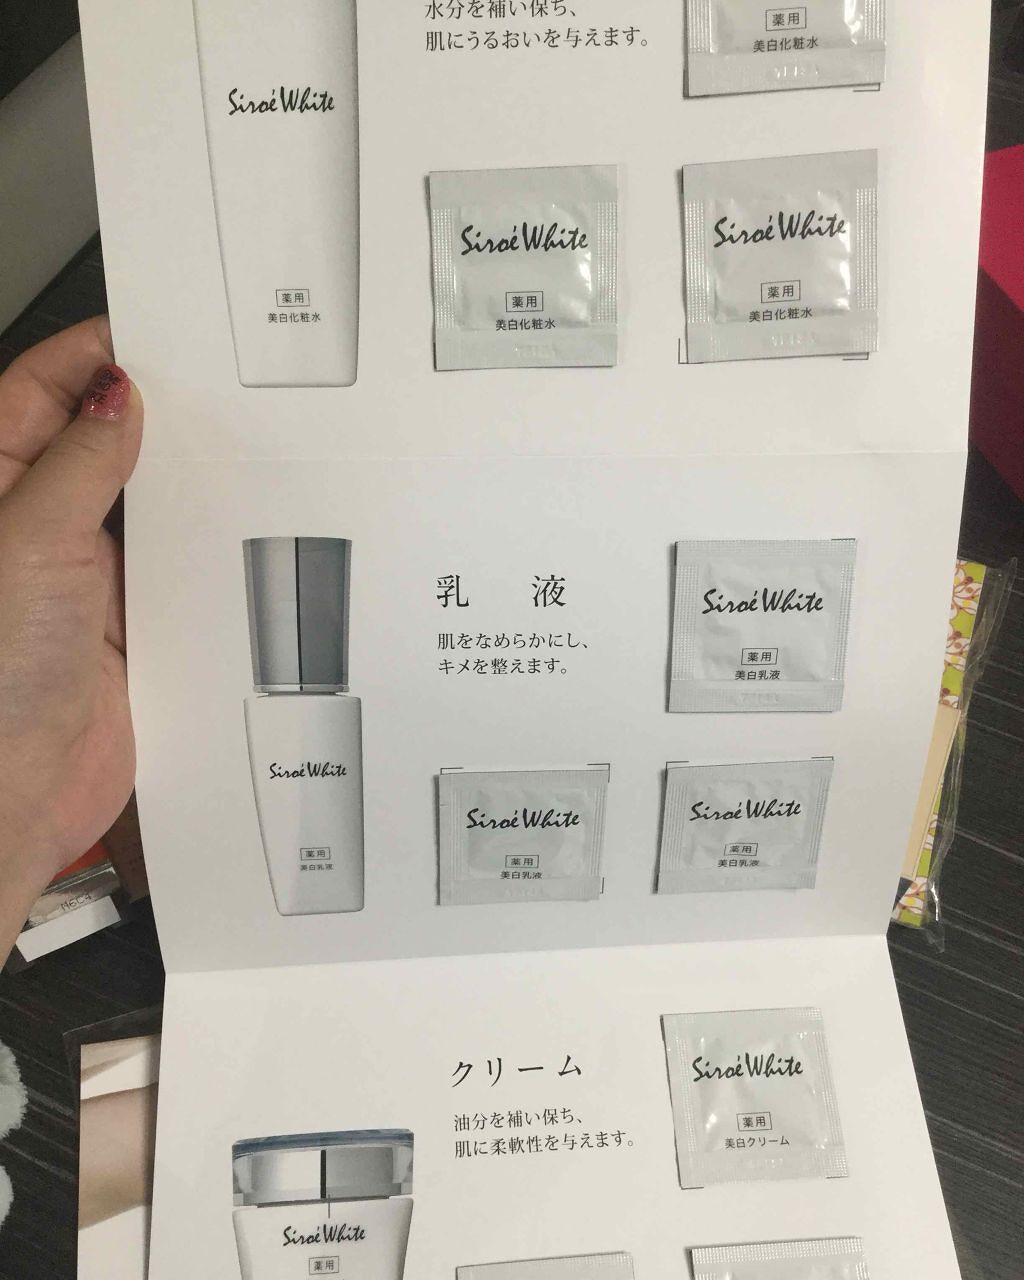 水分を補い保ち、
肌にうるおいを与えます。
薬用
美白化粧水
Siroé White
薬用
美白化粧水
Siroé White
薬用
美白化粧水
Siroé White
薬用
美白化粧水
乳液
肌をなめらかにし、
キメを整えます。
Siroé White
薬用
美白乳液
Siroé White
薬用
美白乳液
Siroé White
薬用
美白乳液
Siroé White
薬用
美白乳液
クリーム
油分を補い保ち、
肌に柔軟性を与えます。
Siroé White
薬用
美白クリーム
Siroé White
薬用